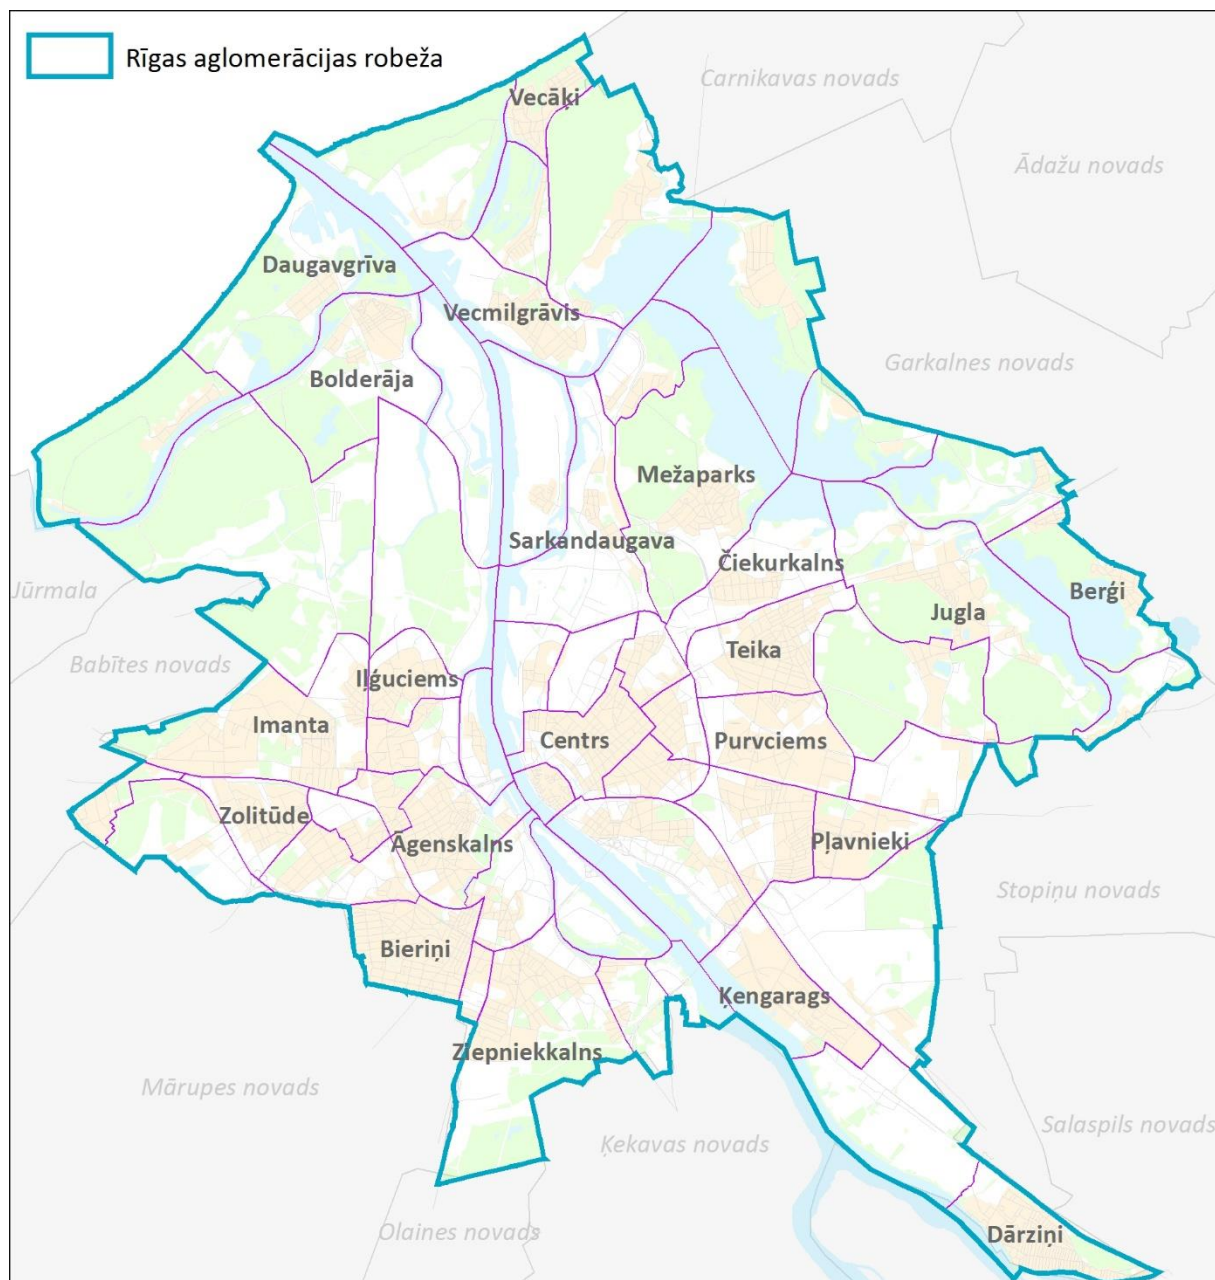 Rīgas aglomerācijas robeža
Carnikavas novads
Vecāķi
Ādažu novads
Daugavgrīva
Vecmilgrāvis
Garkalnes novads
Bolderāja
Mežaparks
Sarkandaugava
Čiekurkalns
Jūrmala
Berģi
Jugla
Teika
Babītes novads
Iļģuciems
Imanta
Centrs
Purvciems
Zolitūde
Āgenskalns
Pļavnieki
Stopiņu novads
Bieriņi
Ķengarags
Ziepniekkalns
Mārupes novads
Salaspils novads
Ķekavas novads
Olaines novads
Dārziņi